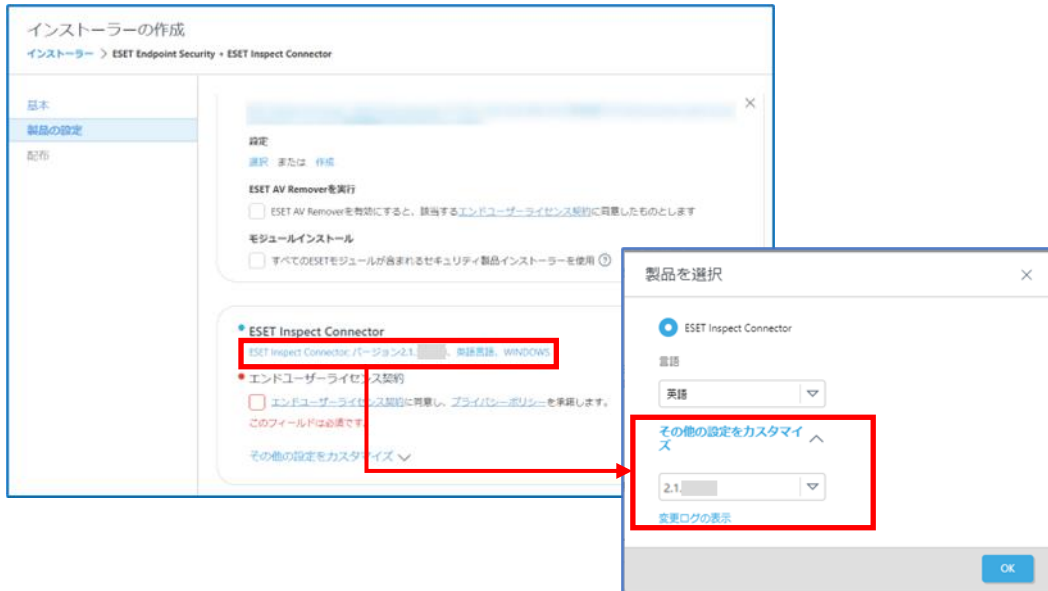 インストーラーの作成
インストーラー > ESET Endpoint Security + ESET Inspect Connector
基本
製品の設定
配布
設定
選択 または 作成
ESET AV Removerを実行
ESET AV Removerを有効にすると、該当するエンドユーザーライセンス契約に同意したものとします
モジュールインストール
すべてのESETモジュールが含まれるセキュリティ製品インストーラーを使用 ?
ESET Inspect Connector
ESET Inspect Connector: バージョン2.1. 、英語言語、WINDOWS
エンドユーザーライセンス契約
エンドユーザーライセンス契約に同意し、プライバシーポリシーを承諾します。
このフィールドは必須です
その他の設定をカスタマイズ
製品を選択
ESET Inspect Connector
言語
英語
その他の設定をカスタマイ
ズ
2.1.
変更ログの表示
OK